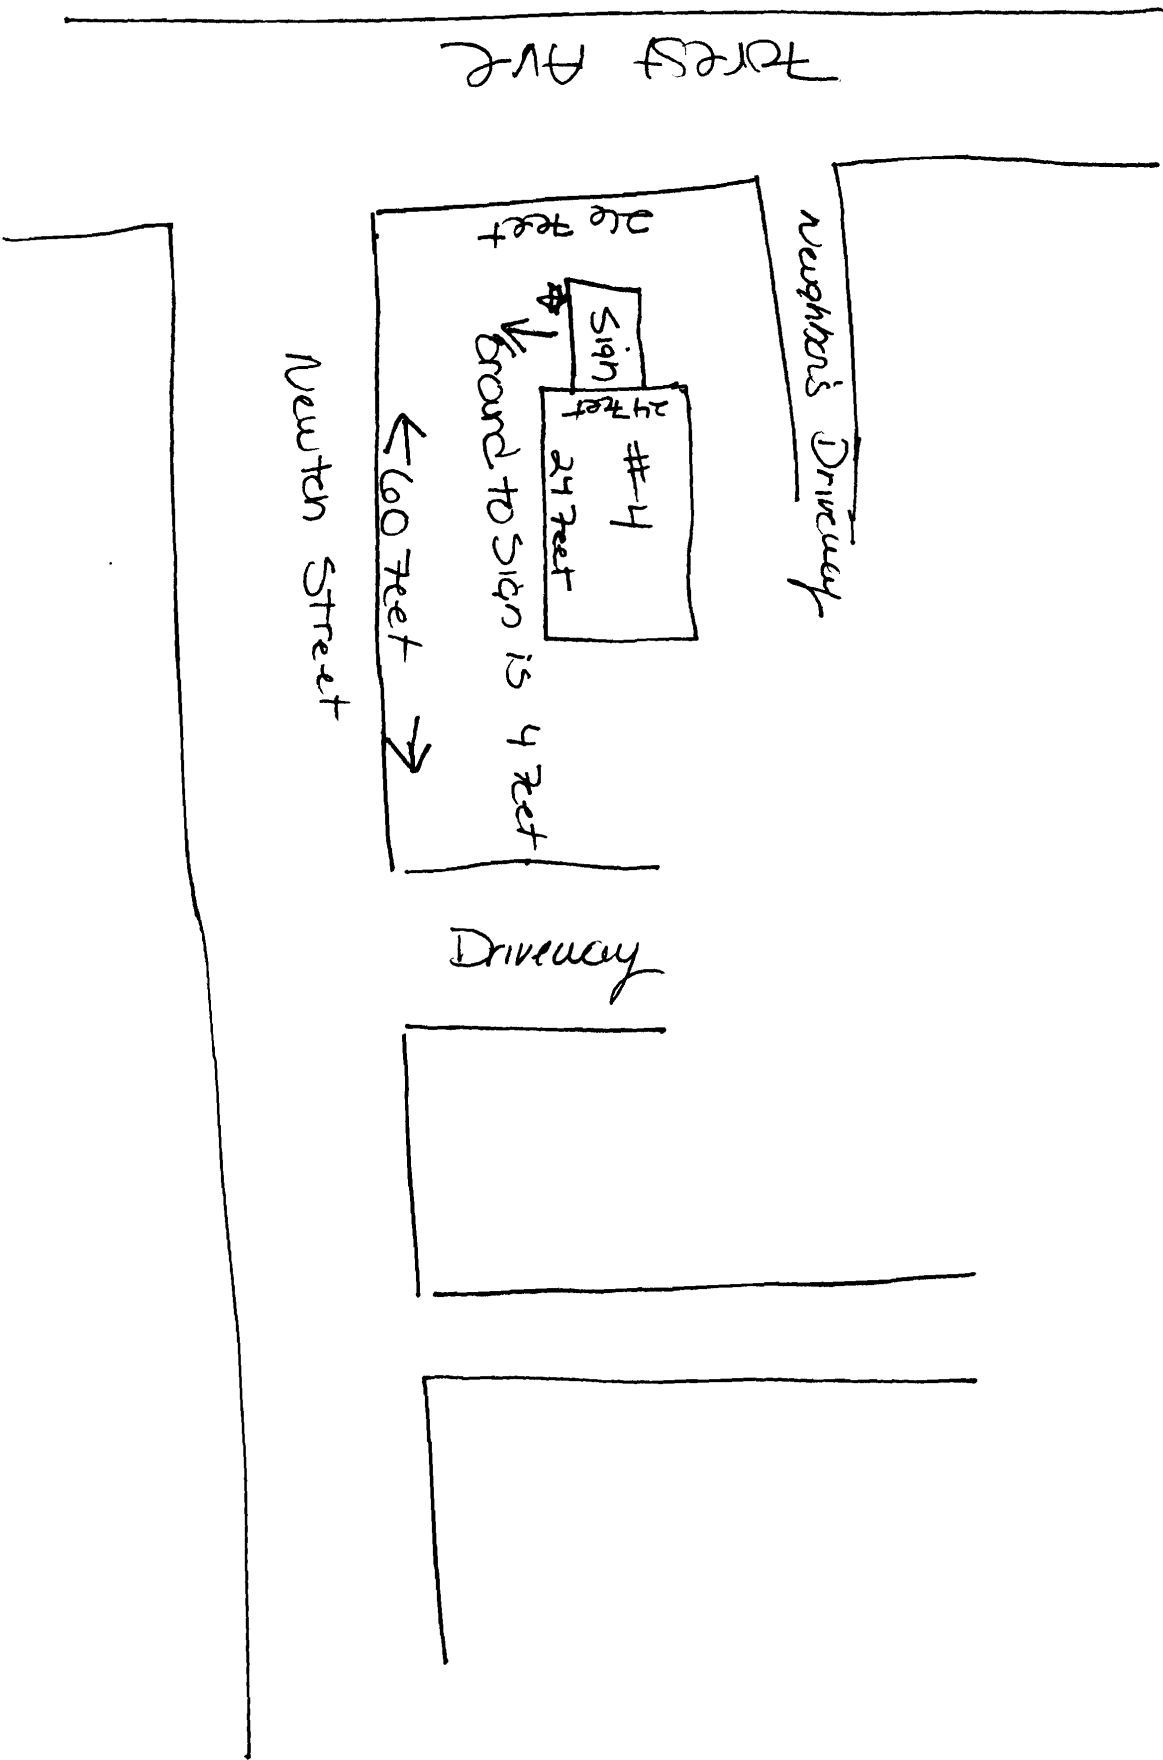 Forest Ave
26 feet
Neighbor's Driveway
Sign
24 feet
#4
24 feet
Ground to Sign is 4 feet
60 feet
Newton Street
Driveway